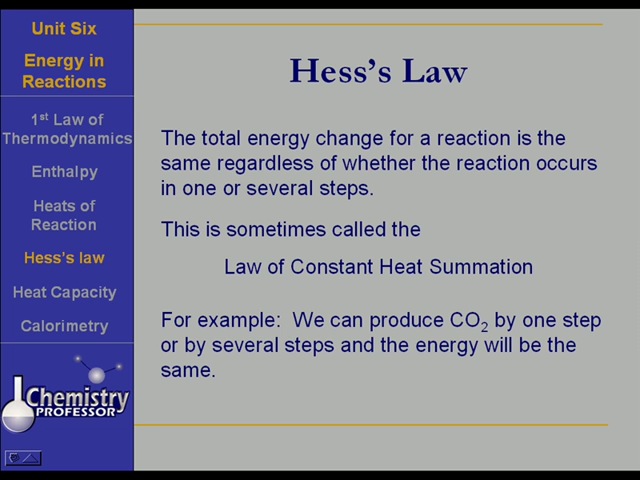 Unit Six
Energy in
Reactions
1st Law of
Thermodynamics
Enthalpy
Heats of
Reaction
Hess's law
Heat Capacity
Calorimetry
Chemistry
PROFESSOR
Hess's Law
The total energy change for a reaction is the
same regardless of whether the reaction occurs
in one or several steps.
This is sometimes called the
Law of Constant Heat Summation
For example: We can produce CO2 by one step
or by several steps and the energy will be the
same.